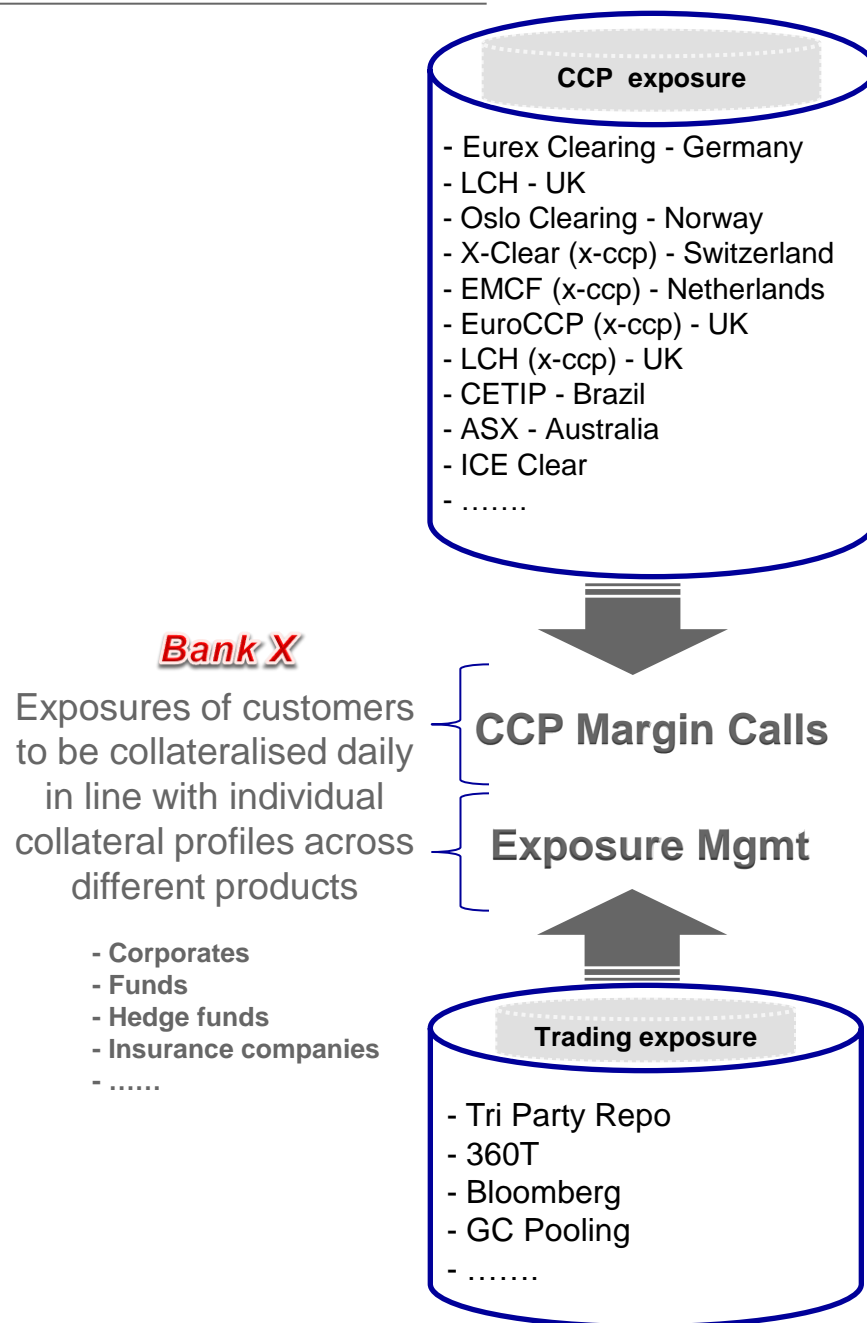 CCP exposure
- Eurex Clearing - Germany
- LCH - UK
- Oslo Clearing - Norway
- X-Clear (x-ccp) - Switzerland
- EMCF (x-ccp) - Netherlands
- EuroCCP (x-ccp) - UK
- LCH (x-ccp) - UK
- CETIP - Brazil
- ASX - Australia
- ICE Clear
- …….
Bank X
Exposures of customers
to be collateralised daily
in line with individual
collateral profiles across
different products
- Corporates
- Funds
- Hedge funds
- Insurance companies
- ……
CCP Margin Calls
Exposure Mgmt
Trading exposure
- Tri Party Repo
- 360T
- Bloomberg
- GC Pooling
- …….